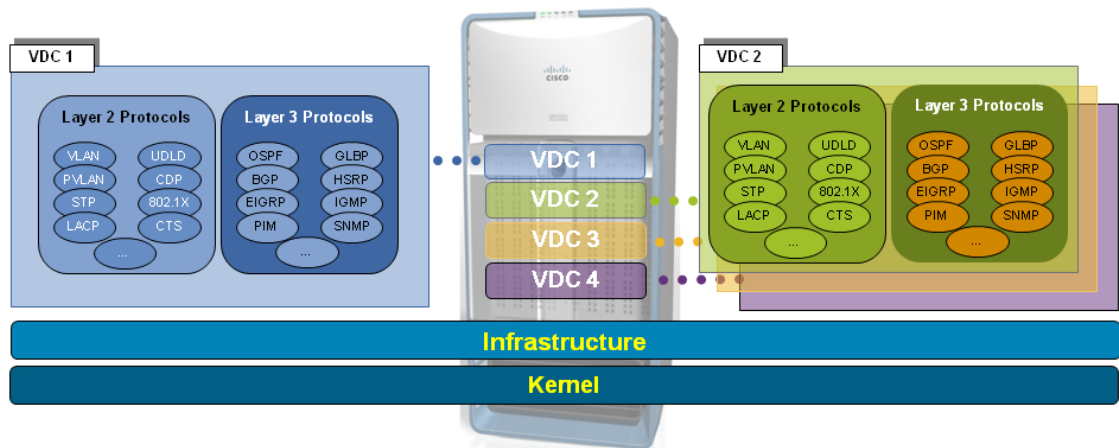 VDC 1
Layer 2 Protocols
VLAN
UDLD
PVLAN
CDP
STP
802.1X
LACP
CTS
...
Layer 3 Protocols
OSPF
GLBP
BGP
HSRP
EIGRP
IGMP
PIM
SNMP
...
CISCO
VDC 1
VDC 2
VDC 3
VDC 4
VDC 2
Layer 2 Protocols
VLAN
UDLD
PVLAN
CDP
STP
802.1X
LACP
CTS
...
Layer 3 Protocols
OSPF
GLBP
BGP
HSRP
EIGRP
IGMP
PIM
SNMP
...
Infrastructure
Kernel